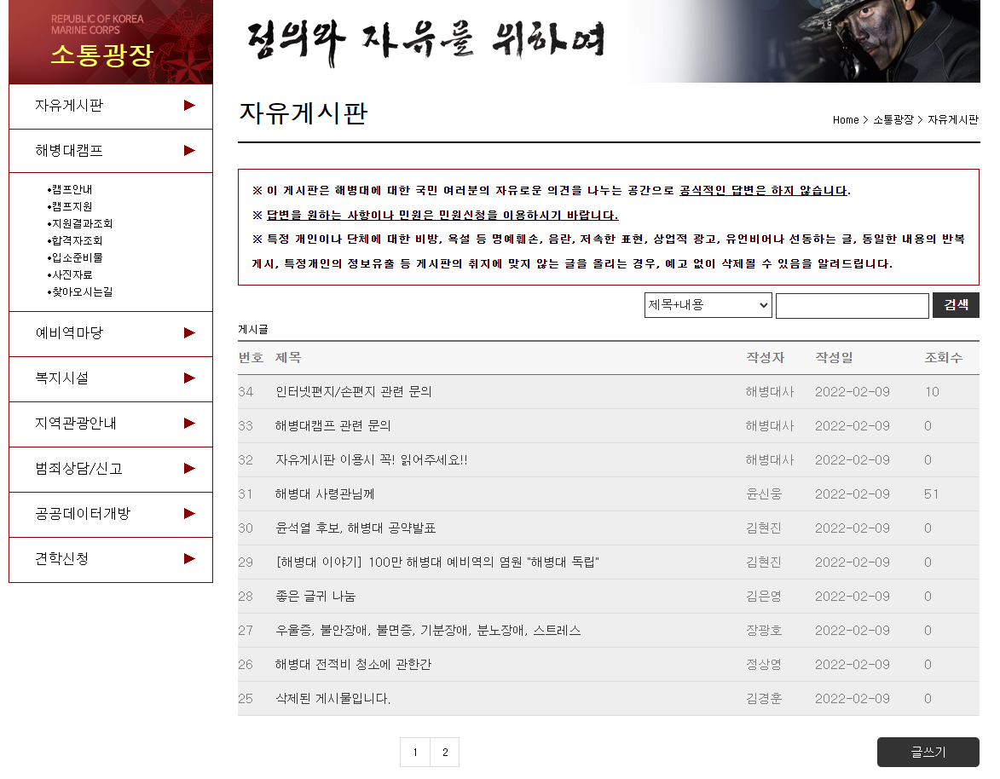 REPUBLIC OF KOREA
MARINE CORPS
소통광장
정의와 자유를 위하여
자유게시판
해병대캠프
•캠프안내
•캠프지원
•지원결과조회
•합격자조회
•입소준비물
•사진자료
•찾아오시는길
예비역마당
복지시설
지역관광안내
범죄상담/신고
공공데이터개방
견학신청
자유게시판
Home > 소통광장 > 자유게시판
※ 이 게시판은 해병대에 대한 국민 여러분의 자유로운 의견을 나누는 공간으로 공식적인 답변은 하지 않습니다.
※ 답변을 원하는 사항이나 민원은 민원신청을 이용하시기 바랍니다.
※ 특정 개인이나 단체에 대한 비방, 욕설 등 명예훼손, 음란, 저속한 표현, 상업적 광고, 유언비어나 선동하는 글, 동일한 내용의 반복
게시, 특정개인의 정보유출 등 게시판의 취지에 맞지 않는 글을 올리는 경우, 예고 없이 삭제될 수 있음을 알려드립니다.
제목+내용 검색
게시글
번호 제목 작성자 작성일 조회수
34 인터넷편지/손편지 관련 문의 해병대사 2022-02-09 10
33 해병대캠프 관련 문의 해병대사 2022-02-09 0
32 자유게시판 이용시 꼭! 읽어주세요!! 해병대사 2022-02-09 0
31 해병대 사령관님께 윤신웅 2022-02-09 51
30 윤석열 후보, 해병대 공약발표 김현진 2022-02-09 0
29 [해병대 이야기] 100만 해병대 예비역의 염원 "해병대 독립" 김현진 2022-02-09 0
28 좋은 글귀 나눔 김은영 2022-02-09 0
27 우울증, 불안장애, 불면증, 기분장애, 분노장애, 스트레스 장광호 2022-02-09 0
26 해병대 전적비 청소에 관한간 정상영 2022-02-09 0
25 삭제된 게시물입니다. 김경훈 2022-02-09 0
1 2
글쓰기